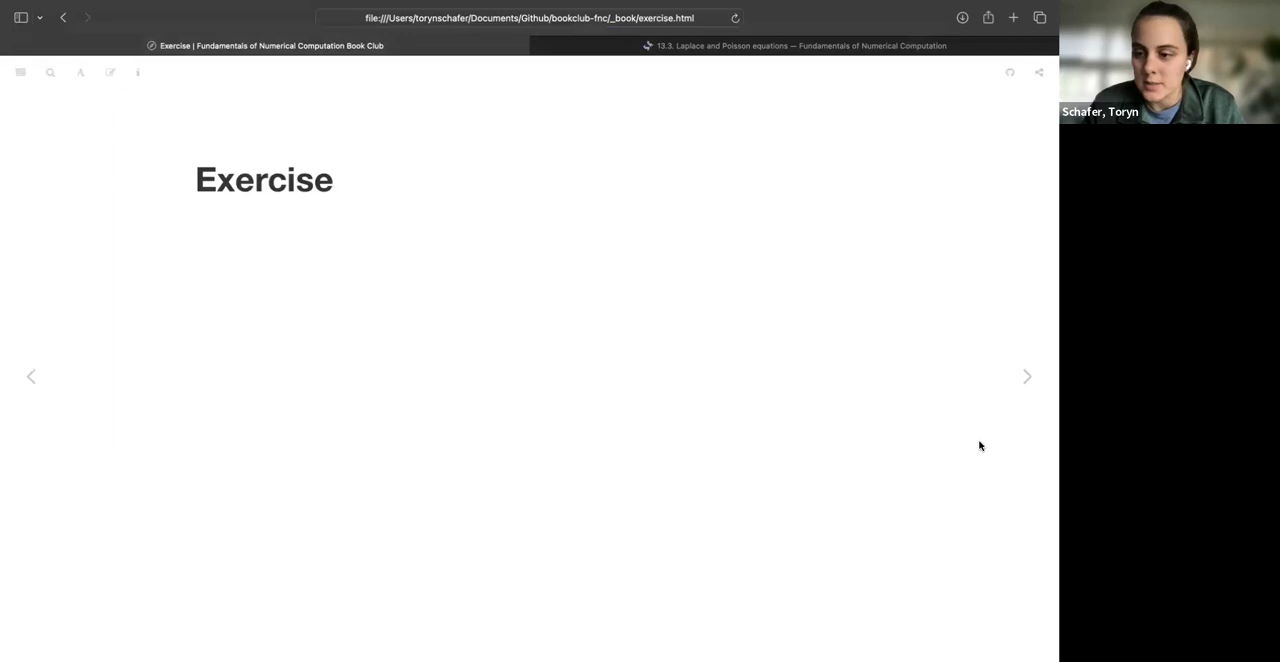 file:///Users/torynschafer/Documents/Github/bookclub-fnc/_book/exercise.html
Exercise | Fundamentals of Numerical Computation Book Club
13.3. Laplace and Poisson equations — Fundamentals of Numerical Computation
Exercise
Schafer, Toryn